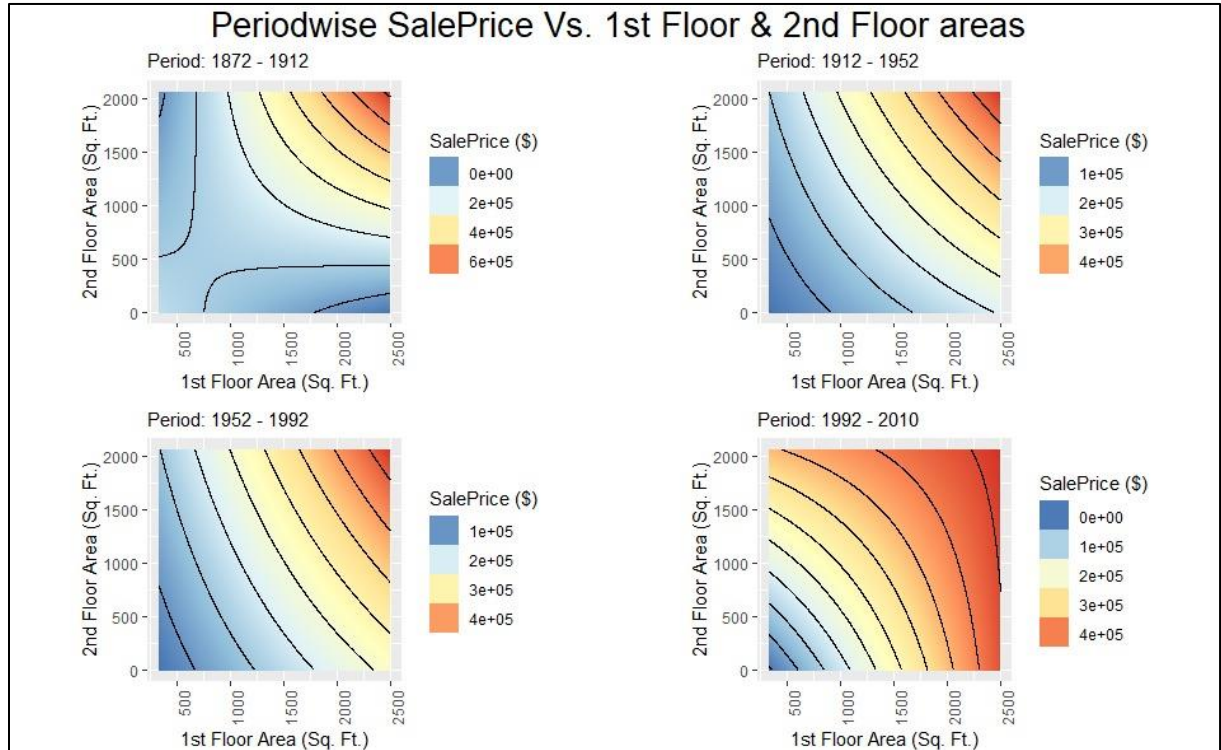 Periodwise SalePrice Vs. 1st Floor & 2nd Floor areas
Period: 1872 - 1912
2nd Floor Area (Sq. Ft.)
2000
1500
1000
500
0
500
1000
1500
2000
2500
1st Floor Area (Sq. Ft.)
SalePrice ($)
0e+00
2e+05
4e+05
6e+05
Period: 1912 - 1952
2nd Floor Area (Sq. Ft.)
2000
1500
1000
500
0
500
1000
1500
2000
2500
1st Floor Area (Sq. Ft.)
SalePrice ($)
1e+05
2e+05
3e+05
4e+05
Period: 1952 - 1992
2nd Floor Area (Sq. Ft.)
2000
1500
1000
500
0
500
1000
1500
2000
2500
1st Floor Area (Sq. Ft.)
SalePrice ($)
1e+05
2e+05
3e+05
4e+05
Period: 1992 - 2010
2nd Floor Area (Sq. Ft.)
2000
1500
1000
500
0
500
1000
1500
2000
2500
1st Floor Area (Sq. Ft.)
SalePrice ($)
0e+00
1e+05
2e+05
3e+05
4e+05